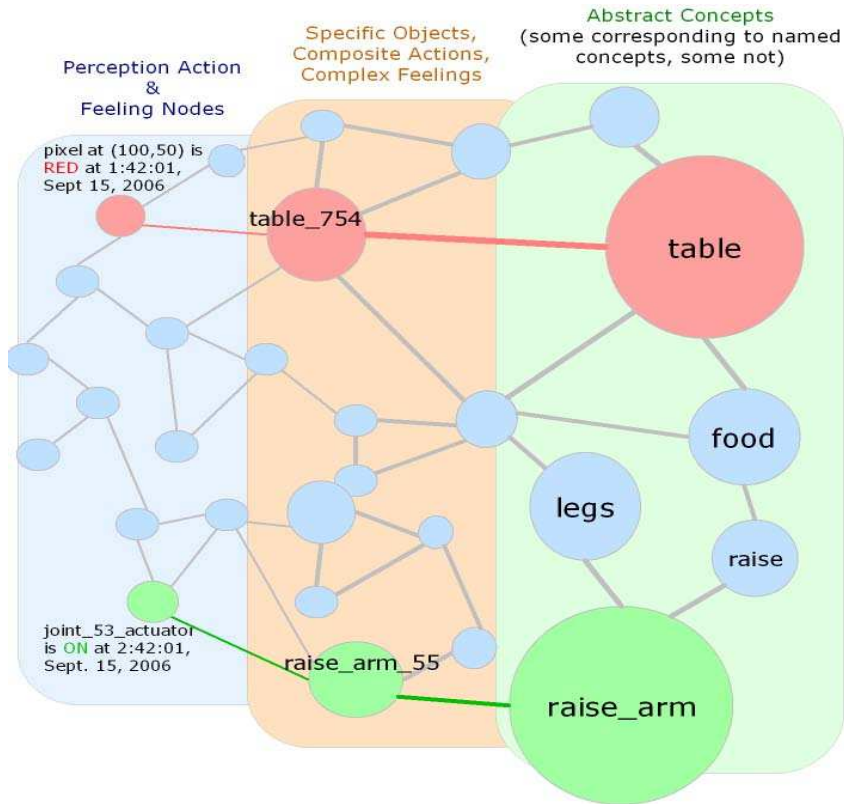 Perception Action
&
Feeling Nodes
Specific Objects,
Composite Actions,
Complex Feelings
Abstract Concepts
(some corresponding to named
concepts, some not)
pixel at (100,50) is
RED at 1:42:01,
Sept 15, 2006
table_754
table
food
legs
raise
joint_53_actuator
is ON at 2:42:01,
Sept. 15, 2006
raise_arm_55
raise_arm